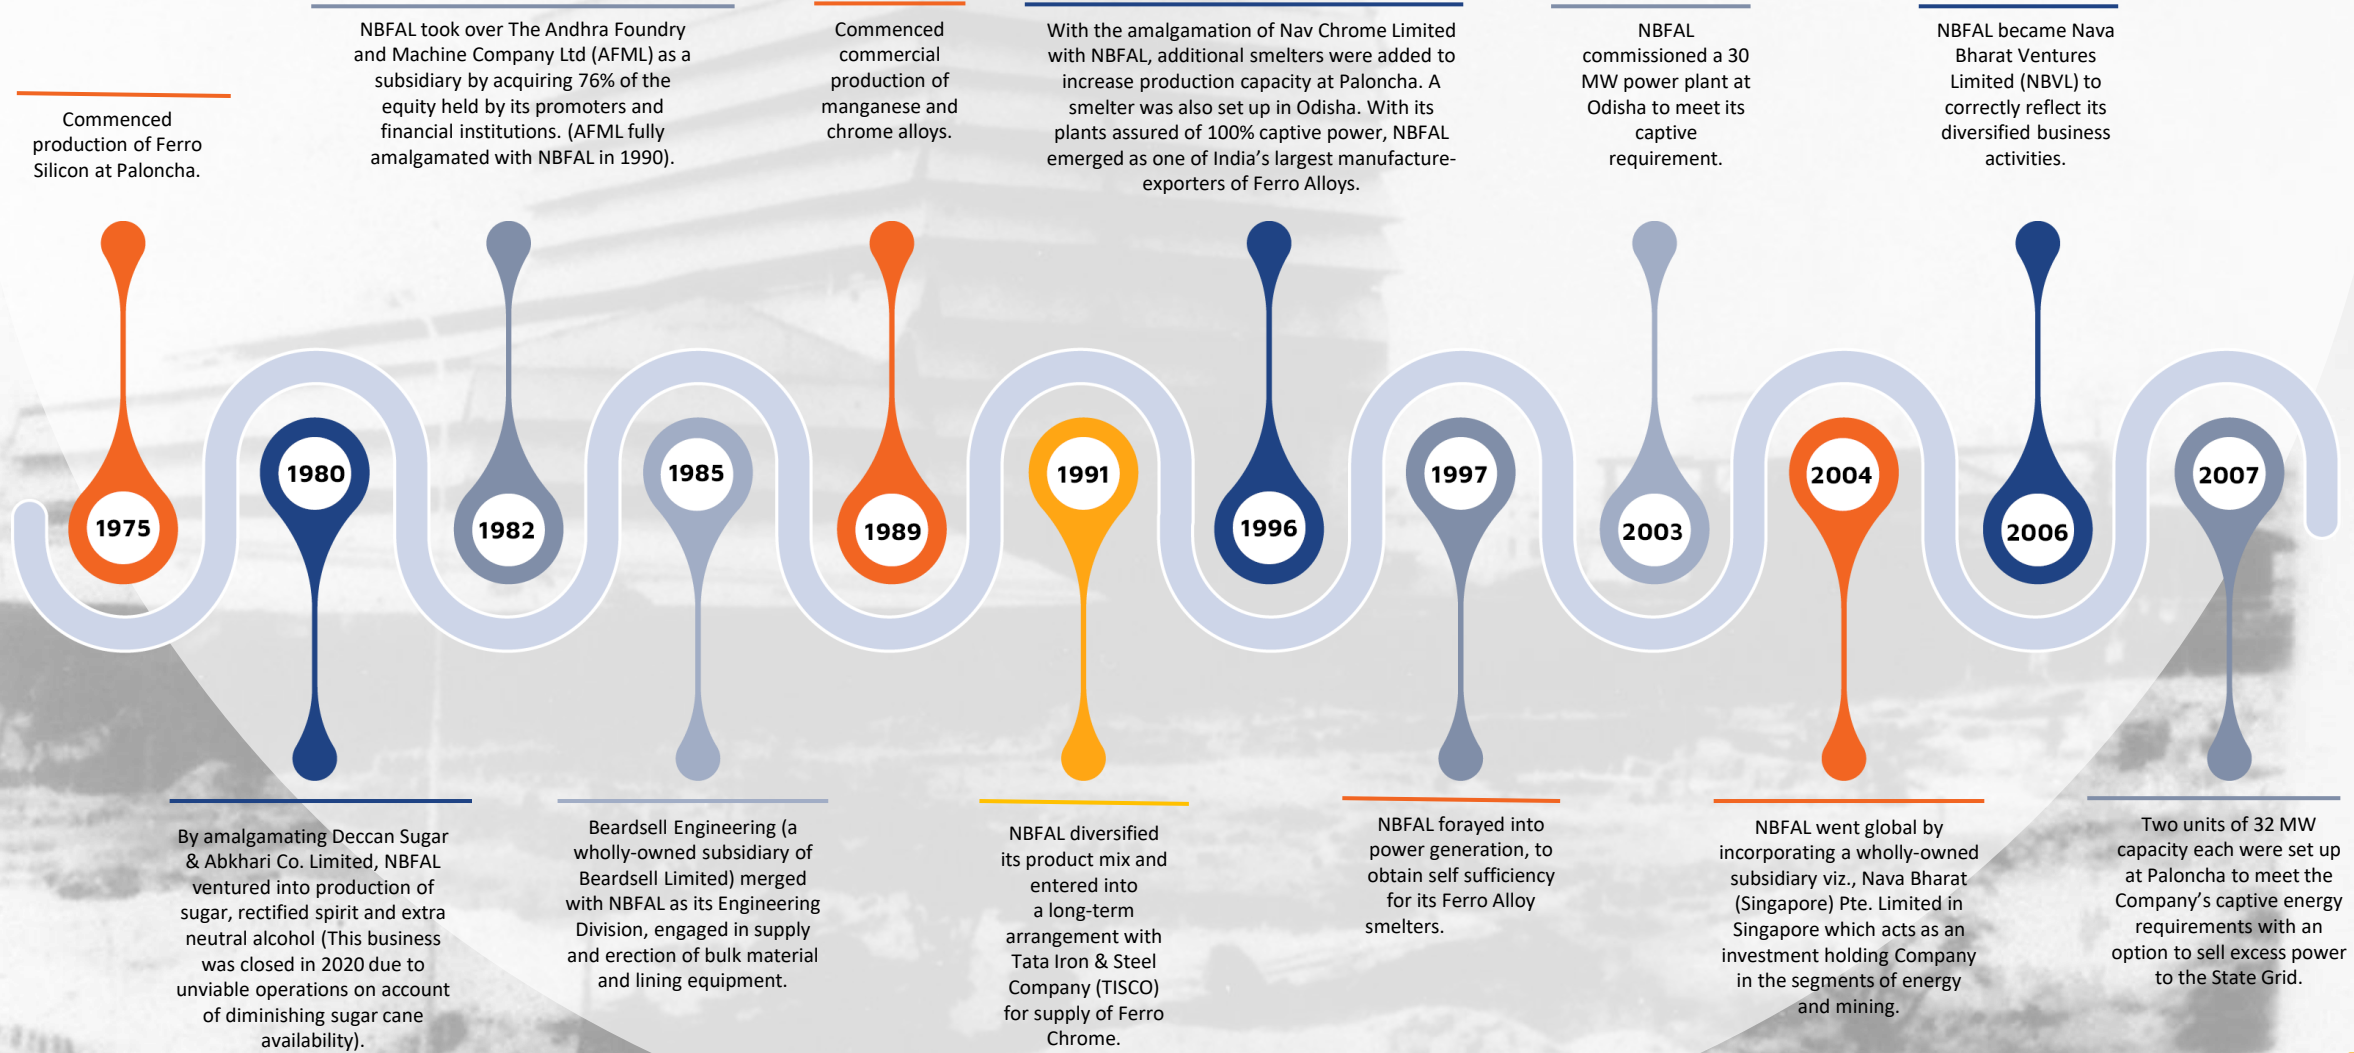 Commenced
production of Ferro
Silicon at Paloncha.
1975
1980
By amalgamating Deccan Sugar
& Abkhari Co. Limited, NBFAL
ventured into production of
sugar, rectified spirit and extra
neutral alcohol (This business
was closed in 2020 due to
unviable operations on account
of diminishing sugar cane
availability).
NBFAL took over The Andhra Foundry
and Machine Company Ltd (AFML) as a
subsidiary by acquiring 76% of the
equity held by its promoters and
financial institutions. (AFML fully
amalgamated with NBFAL in 1990).
1982
1985
Beardsell Engineering (a
wholly-owned subsidiary of
Beardsell Limited) merged
with NBFAL as its Engineering
Division, engaged in supply
and erection of bulk material
and lining equipment.
Commenced
commercial
production of
manganese and
chrome alloys.
1989
1991
NBFAL diversified
its product mix and
entered into
a long-term
arrangement with
Tata Iron & Steel
Company (TISCO)
for supply of Ferro
Chrome.
With the amalgamation of Nav Chrome Limited
with NBFAL, additional smelters were added to
increase production capacity at Paloncha. A
smelter was also set up in Odisha. With its
plants assured of 100% captive power, NBFAL
emerged as one of India’s largest manufacture-
exporters of Ferro Alloys.
1996
1997
NBFAL forayed into
power generation, to
obtain self sufficiency
for its Ferro Alloy
smelters.
NBFAL
commissioned a 30
MW power plant at
Odisha to meet its
captive
requirement.
2003
2004
NBFAL went global by
incorporating a wholly-owned
subsidiary viz., Nava Bharat
(Singapore) Pte. Limited in
Singapore which acts as an
investment holding Company
in the segments of energy
and mining.
NBFAL became Nava
Bharat Ventures
Limited (NBVL) to
correctly reflect its
diversified business
activities.
2006
2007
Two units of 32 MW
capacity each were set up
at Paloncha to meet the
Company’s captive energy
requirements with an
option to sell excess power
to the State Grid.